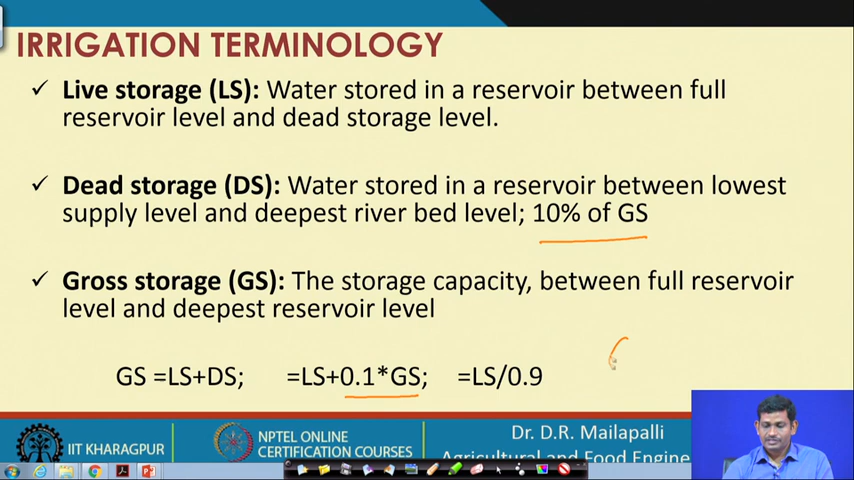 IRRIGATION TERMINOLOGY
✓ Live storage (LS): Water stored in a reservoir between full
reservoir level and dead storage level.
✓ Dead storage (DS): Water stored in a reservoir between lowest
supply level and deepest river bed level; 10% of GS
✓ Gross storage (GS): The storage capacity, between full reservoir
level and deepest reservoir level
GS =LS+DS; =LS+0.1*GS; =LS/0.9
IIT KHARAGPUR
NPTEL ONLINE
CERTIFICATION COURSES
Dr. D.R. Mailapalli
Agricultural and Food Engine